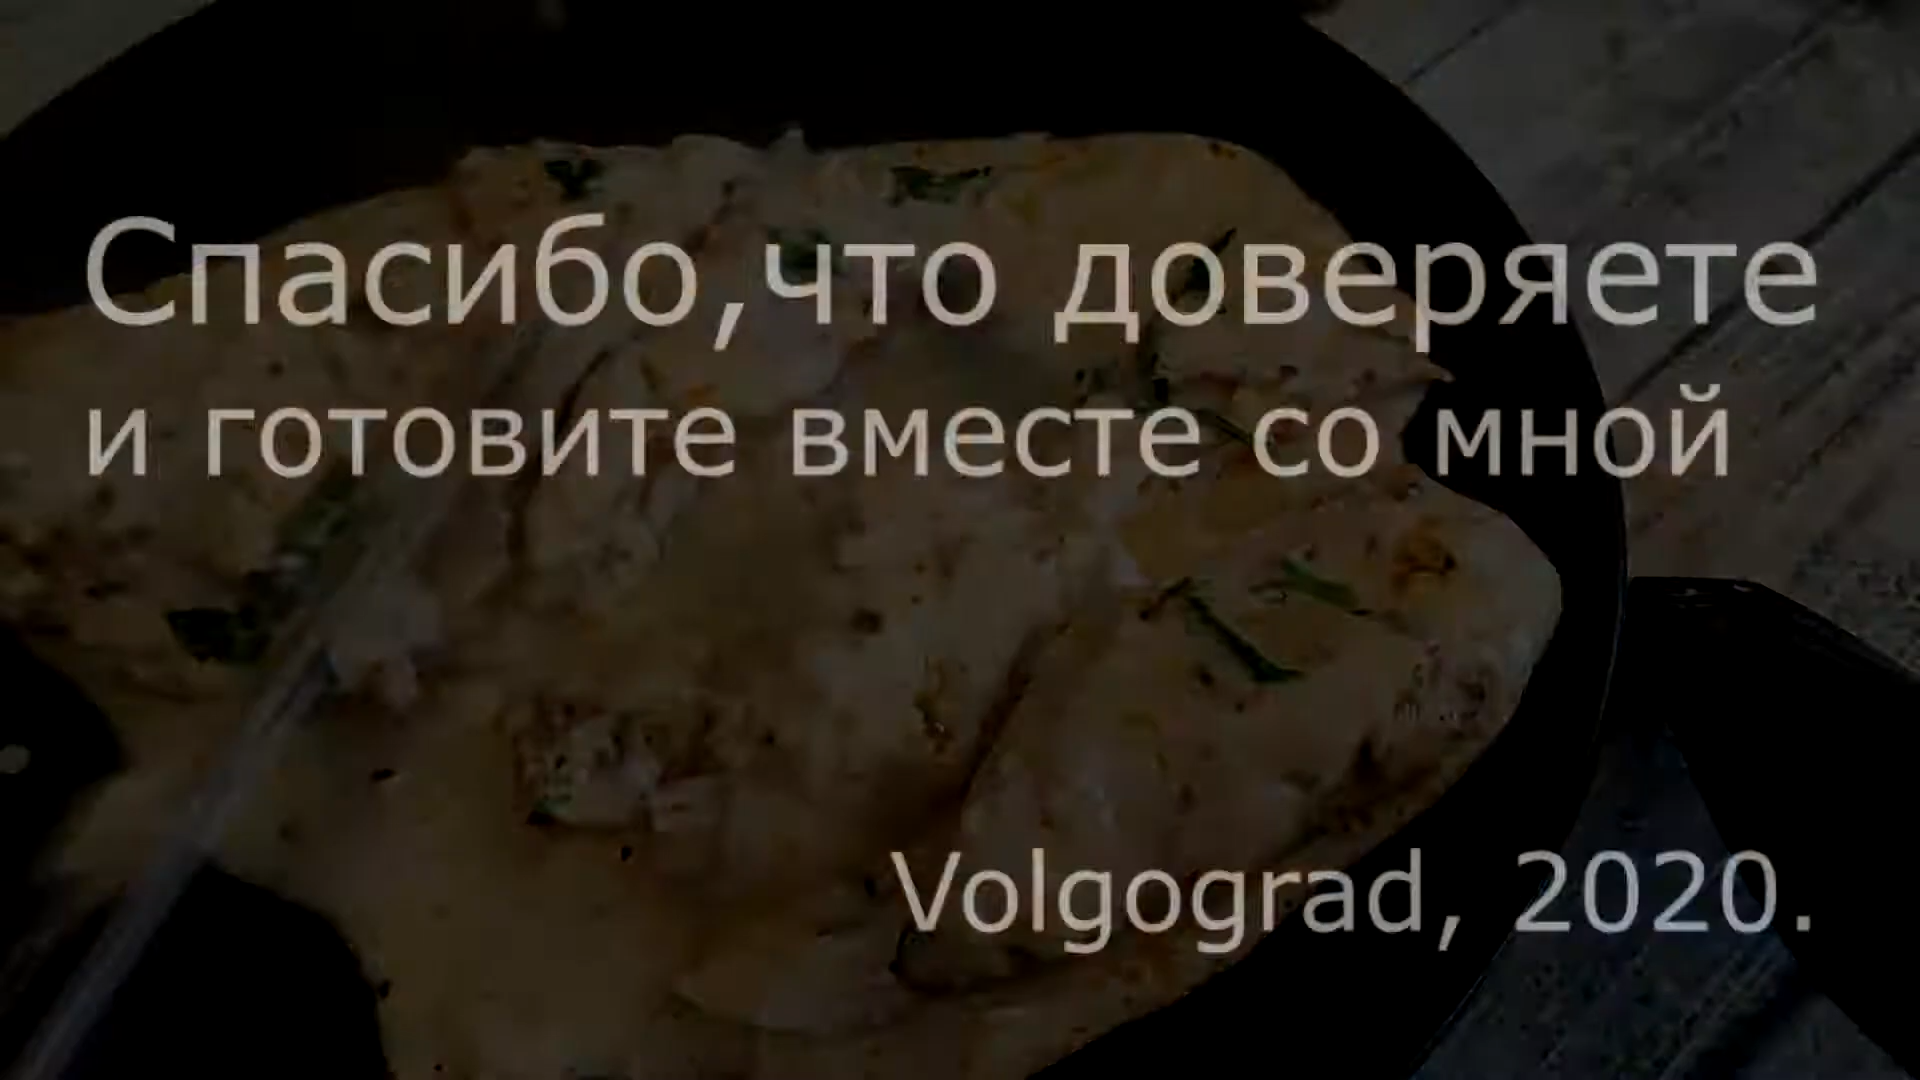 Спасибо,что доверяете
и готовите вместе со мной
Volgograd, 2020.